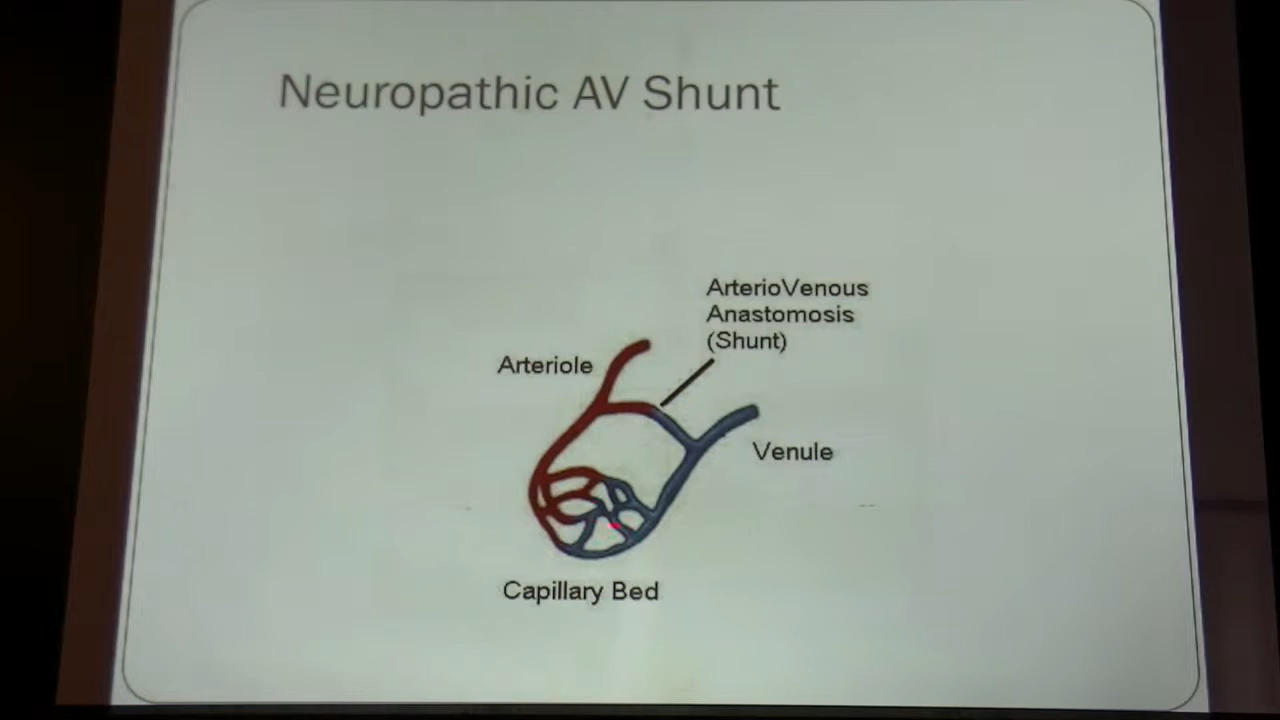 Neuropathic AV Shunt
ArterioVenous
Anastomosis
(Shunt)
Arteriole
Venule
Capillary Bed